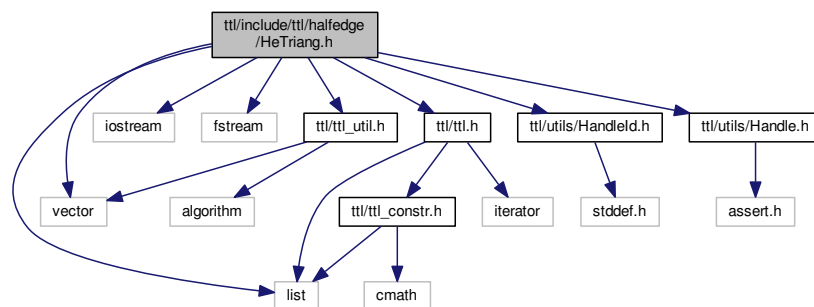 ttl/include/ttl/halfedge
/HeTriang.h
iostream
fstream
ttl/ttl_util.h
ttl/ttl.h
ttl/utils/HandleId.h
ttl/utils/Handle.h
vector
algorithm
ttl/ttl_constr.h
iterator
stddef.h
assert.h
list
cmath